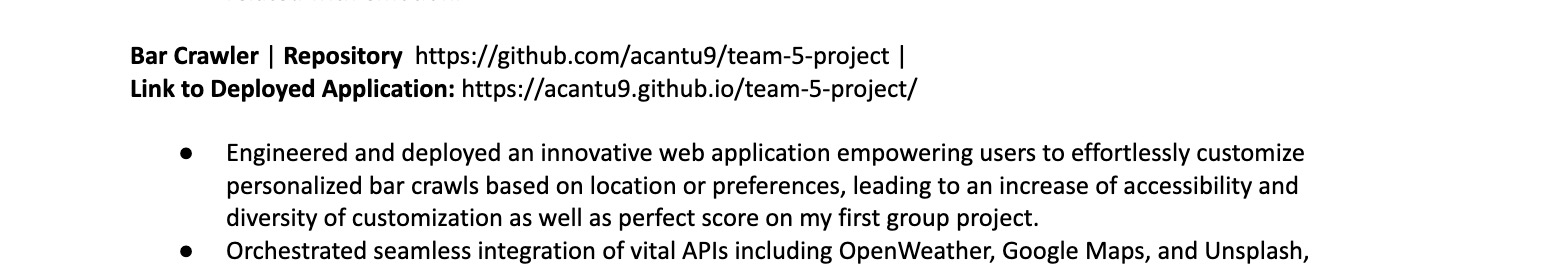 Bar Crawler | Repository https://github.com/acantu9/team-5-project |
Link to Deployed Application: https://acantu9.github.io/team-5-project/
● Engineered and deployed an innovative web application empowering users to effortlessly customize
personalized bar crawls based on location or preferences, leading to an increase of accessibility and
diversity of customization as well as perfect score on my first group project.
● Orchestrated seamless integration of vital APIs including OpenWeather, Google Maps, and Unsplash,